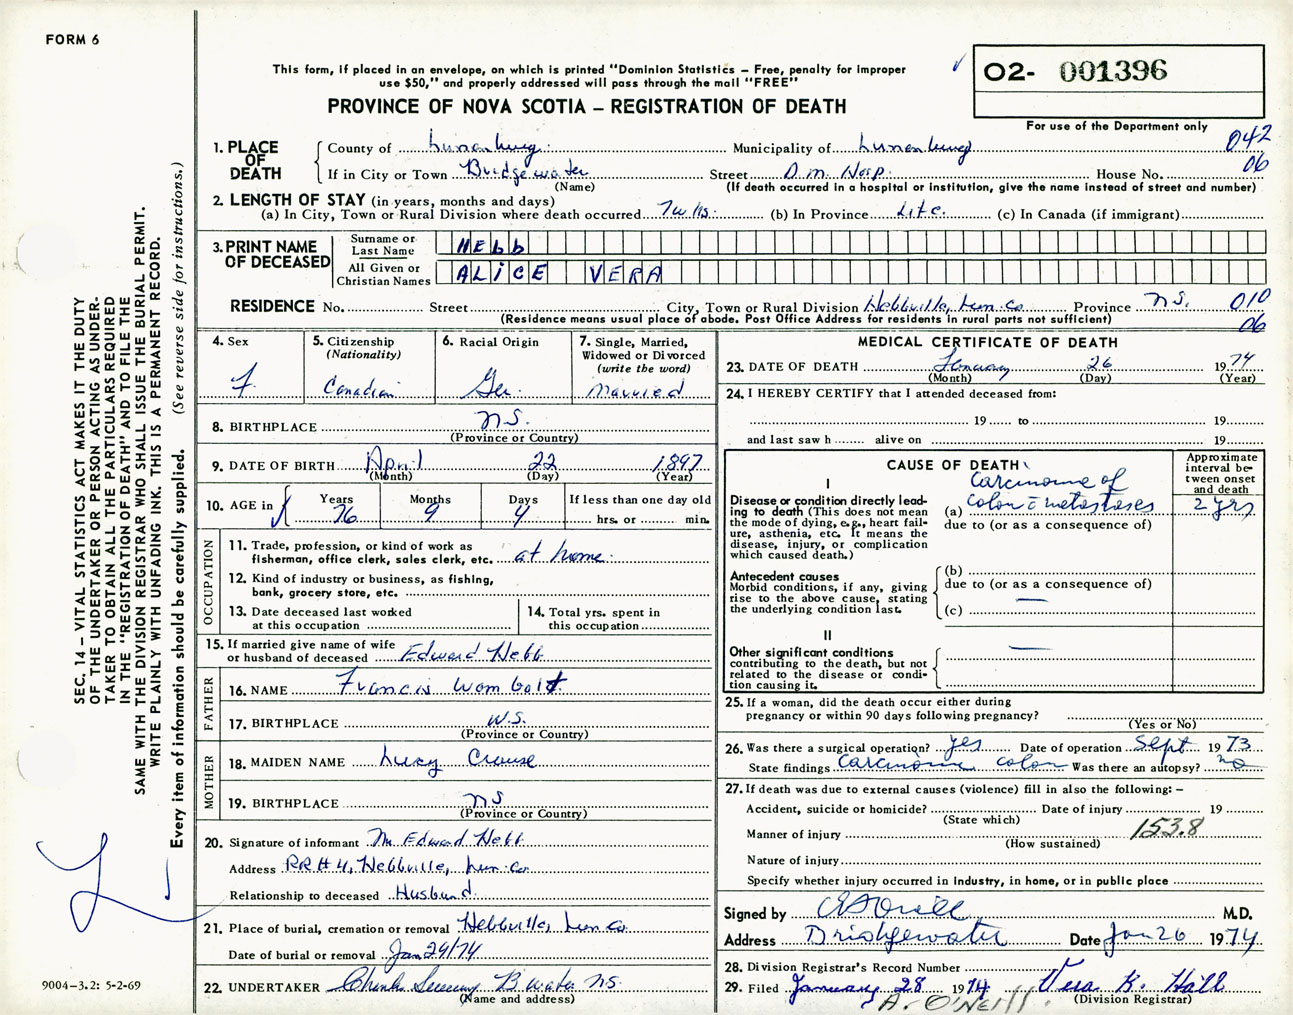 FORM 6
This form, if placed in an envelope, on which is printed "Dominion Statistics – Free, penalty for improper
use $50," and properly addressed will pass through the mail "FREE"
PROVINCE OF NOVA SCOTIA – REGISTRATION OF DEATH
O2- 001396
For use of the Department only
SEC. 14 – VITAL STATISTICS ACT MAKES IT THE DUTY
OF THE UNDERTAKER OR PERSON ACTING AS UNDER-
TAKER TO OBTAIN ALL THE PARTICULARS REQUIRED
IN THE "REGISTRATION OF DEATH" AND TO FILE THE
SAME WITH THE DIVISION REGISTRAR WHO SHALL ISSUE THE BURIAL PERMIT.
WRITE PLAINLY WITH UNFADING INK. THIS IS A PERMANENT RECORD.
Every item of information should be carefully supplied. (See reverse side for instructions.)
1. PLACE OF DEATH
County of Lunenburg Municipality of Lunenburg 042
If in City or Town Bridgewater Street D.M. Hosp. House No. 06
(Name) (If death occurred in a hospital or institution, give the name instead of street and number)
2. LENGTH OF STAY (in years, months and days)
(a) In City, Town or Rural Division where death occurred (b) In Province Life. (c) In Canada (if immigrant)
3. PRINT NAME OF DECEASED
Surname or Last Name HEbb
All Given or Christian Names ALiCE VERA
RESIDENCE No. Street City, Town or Rural Division Hebbville, Lun. Co. Province N.S. 010
(Residence means usual place of abode. Post Office Address for residents in rural parts not sufficient) 06
4. Sex F
5. Citizenship (Nationality) Canadian
6. Racial Origin Ger.
7. Single, Married, Widowed or Divorced (write the word) Married
8. BIRTHPLACE N.S.
(Province or Country)
9. DATE OF BIRTH April 22 1897
(Month) (Day) (Year)
10. AGE in Years 76 Months 9 Days 4 If less than one day old hrs. or min.
OCCUPATION
11. Trade, profession, or kind of work as
fisherman, office clerk, sales clerk, etc. at home
12. Kind of industry or business, as fishing,
bank, grocery store, etc.
13. Date deceased last worked at this occupation
14. Total yrs. spent in this occupation
15. If married give name of wife
or husband of deceased Edward Hebb
FATHER
16. NAME Francis Wombolt
17. BIRTHPLACE N.S.
(Province or Country)
MOTHER
18. MAIDEN NAME Lucy Crouse
19. BIRTHPLACE NS
(Province or Country)
20. Signature of informant Mr Edward Hebb
Address RR#4, Hebbville, Lun. Co.
Relationship to deceased Husband
21. Place of burial, cremation or removal Hebbville, Lun. Co.
Date of burial or removal Jan 29/74
22. UNDERTAKER B'water N.S.
(Name and address)
9004-3.2: 5-2-69
MEDICAL CERTIFICATE OF DEATH
23. DATE OF DEATH January 26 1974
(Month) (Day) (Year)
24. I HEREBY CERTIFY that I attended deceased from:
19 to 19
and last saw h alive on 19
CAUSE OF DEATH
Approximate interval between onset and death
I
Disease or condition directly lead-
ing to death (This does not mean
the mode of dying, e.g., heart fail-
ure, asthenia, etc. It means the
disease, injury, or complication
which caused death.)
Carcinoma of
(a) colon c̄ metastases 2 yrs
due to (or as a consequence of)
Antecedent causes
Morbid conditions, if any, giving
rise to the above cause, stating
the underlying condition last.
(b)
due to (or as a consequence of)
(c) —
II
Other significant conditions
contributing to the death, but not
related to the disease or condi-
tion causing it.
—
25. If a woman, did the death occur either during
pregnancy or within 90 days following pregnancy?
(Yes or No)
26. Was there a surgical operation? yes Date of operation Sept. 1973
State findings Carcinoma colon Was there an autopsy? no
27. If death was due to external causes (violence) fill in also the following: –
Accident, suicide or homicide? Date of injury 19
(State which)
Manner of injury 153.8
(How sustained)
Nature of injury
Specify whether injury occurred in industry, in home, or in public place
Signed by M.D.
Address Bridgewater Date Jan 26 1974
28. Division Registrar's Record Number
29. Filed January 28 1974 Vera R. Hall
A. O'NEill. (Division Registrar)